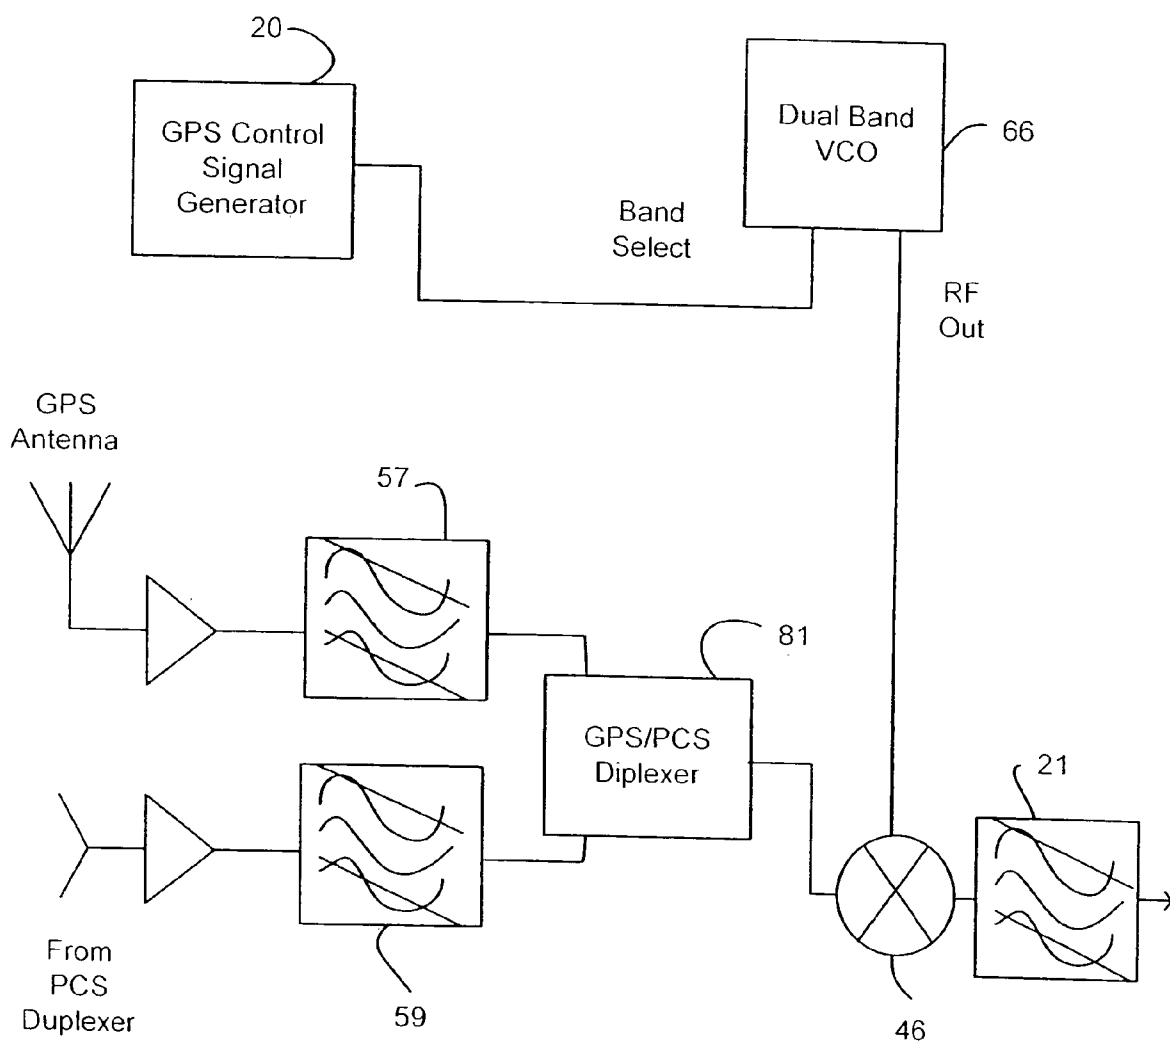 20
GPS Control
Signal
Generator
Dual Band
VCO
66
Band
Select
RF
Out
GPS
Antenna
57
81
GPS/PCS
Diplexer
21
From
PCS
Duplexer
59
46